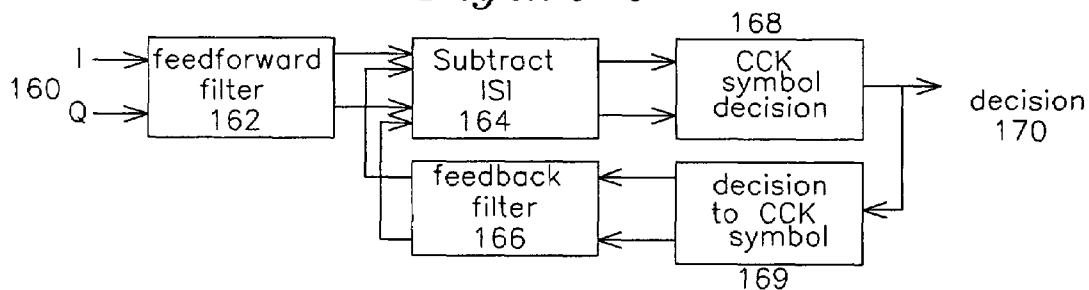 168
I
160
Q
feedforward
filter
162
Subtract
ISI
164
CCK
symbol
decision
decision
170
feedback
filter
166
decision
to CCK
symbol
169